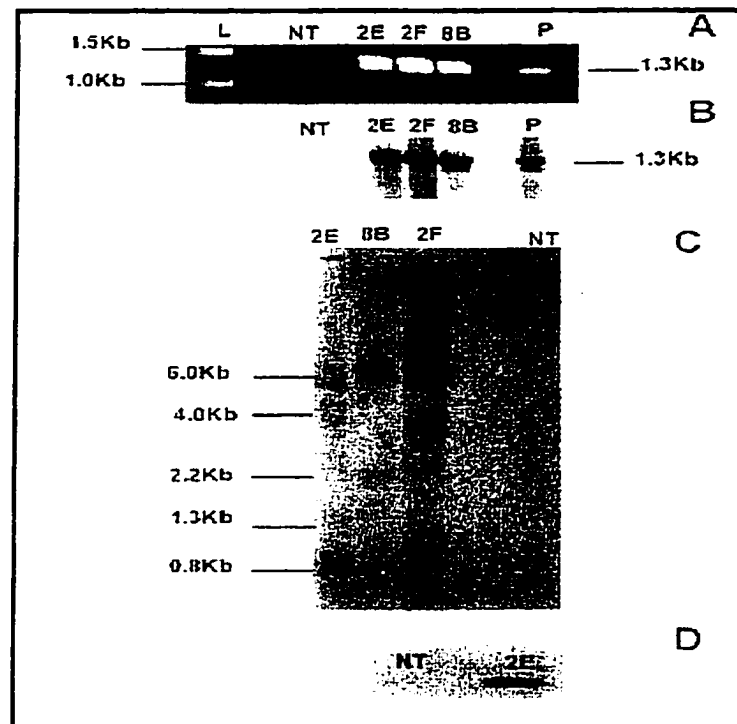 A
L NT 2E 2F 8B P
1.5Kb
1.0Kb
1.3Kb
B
NT 2E 2F 8B P
1.3Kb
C
2E 8B 2F NT
6.0Kb
4.0Kb
2.2Kb
1.3Kb
0.8Kb
D
NT 2E